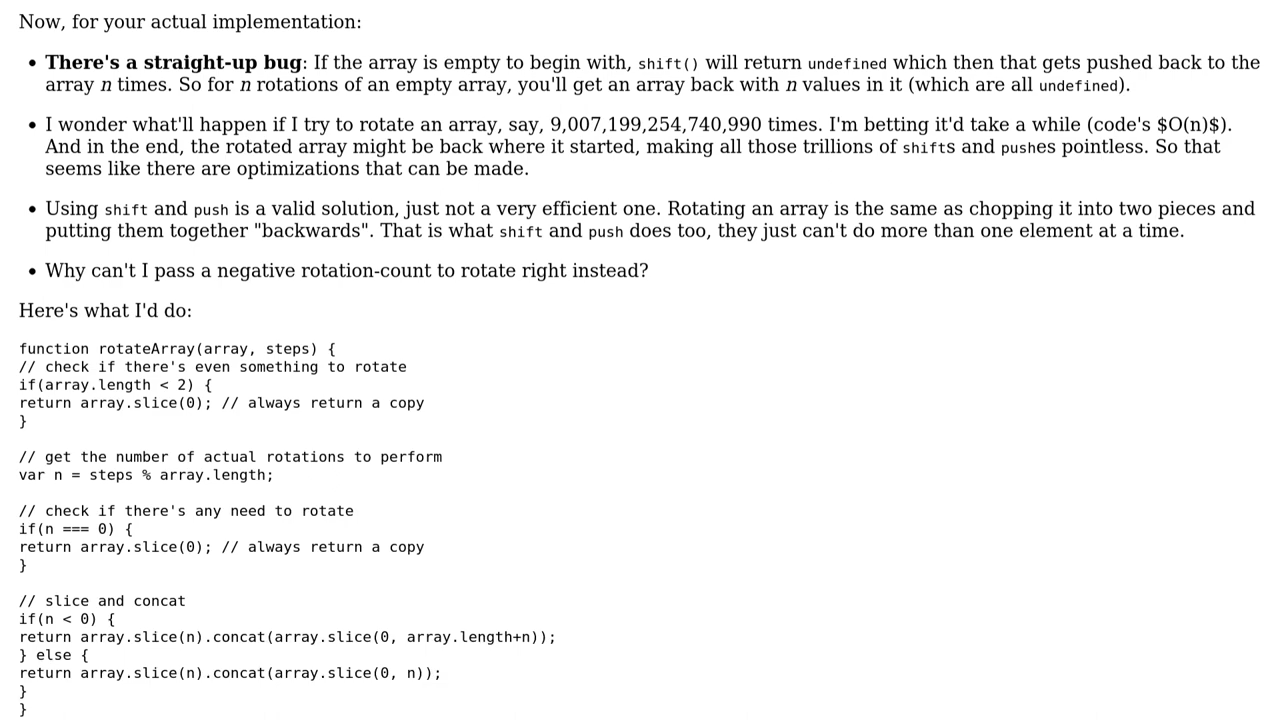 Now, for your actual implementation:
• There's a straight-up bug: If the array is empty to begin with, shift() will return undefined which then that gets pushed back to the
array n times. So for n rotations of an empty array, you'll get an array back with n values in it (which are all undefined).
• I wonder what'll happen if I try to rotate an array, say, 9,007,199,254,740,990 times. I'm betting it'd take a while (code's $O(n)$).
And in the end, the rotated array might be back where it started, making all those trillions of shifts and pushes pointless. So that
seems like there are optimizations that can be made.
• Using shift and push is a valid solution, just not a very efficient one. Rotating an array is the same as chopping it into two pieces and
putting them together "backwards". That is what shift and push does too, they just can't do more than one element at a time.
• Why can't I pass a negative rotation-count to rotate right instead?
Here's what I'd do:
function rotateArray(array, steps) {
// check if there's even something to rotate
if(array.length < 2) {
return array.slice(0); // always return a copy
}
// get the number of actual rotations to perform
var n = steps % array.length;
// check if there's any need to rotate
if(n === 0) {
return array.slice(0); // always return a copy
}
// slice and concat
if(n < 0) {
return array.slice(n).concat(array.slice(0, array.length+n));
} else {
return array.slice(n).concat(array.slice(0, n));
}
}